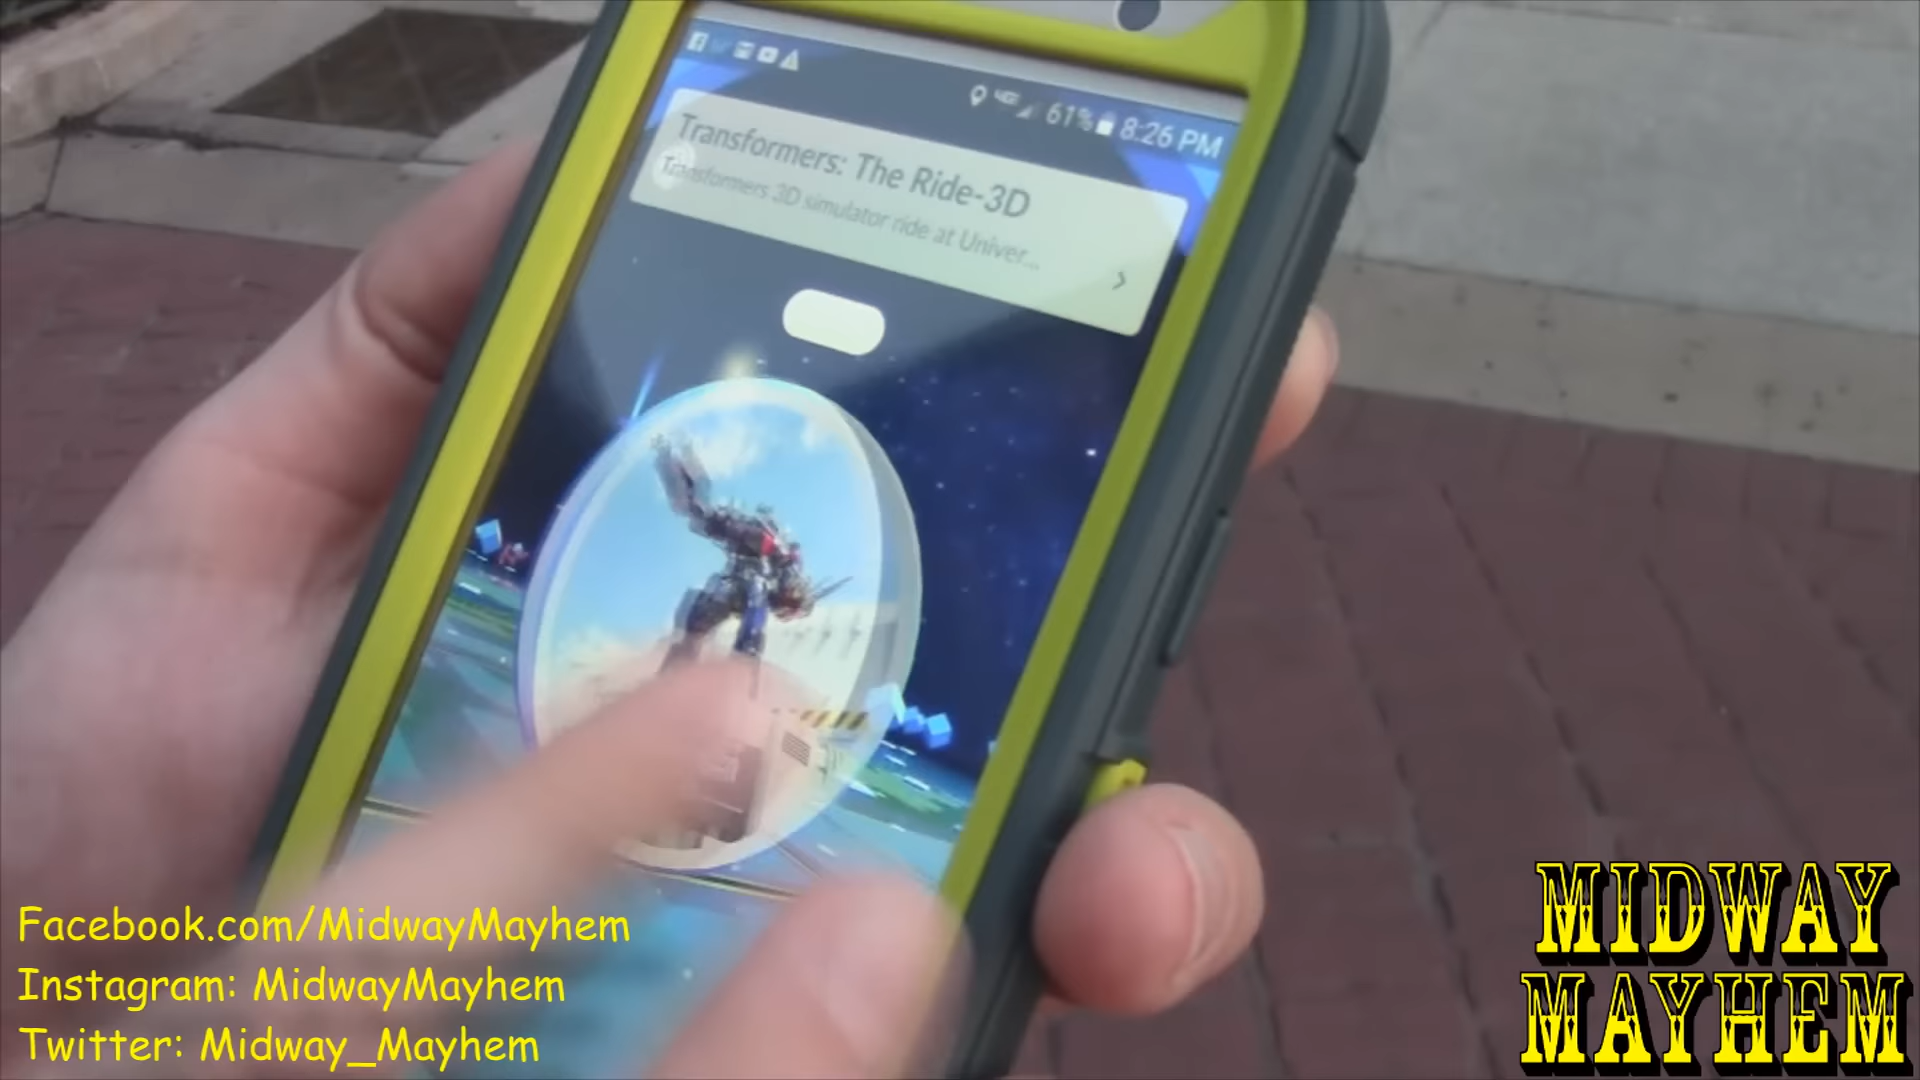 61% 8:26 PM
Transformers: The Ride-3D
Transformers 3D simulator ride at Univer...
Facebook.com/MidwayMayhem
Instagram: MidwayMayhem
Twitter: Midway_Mayhem
MIDWAY
MAYHEM